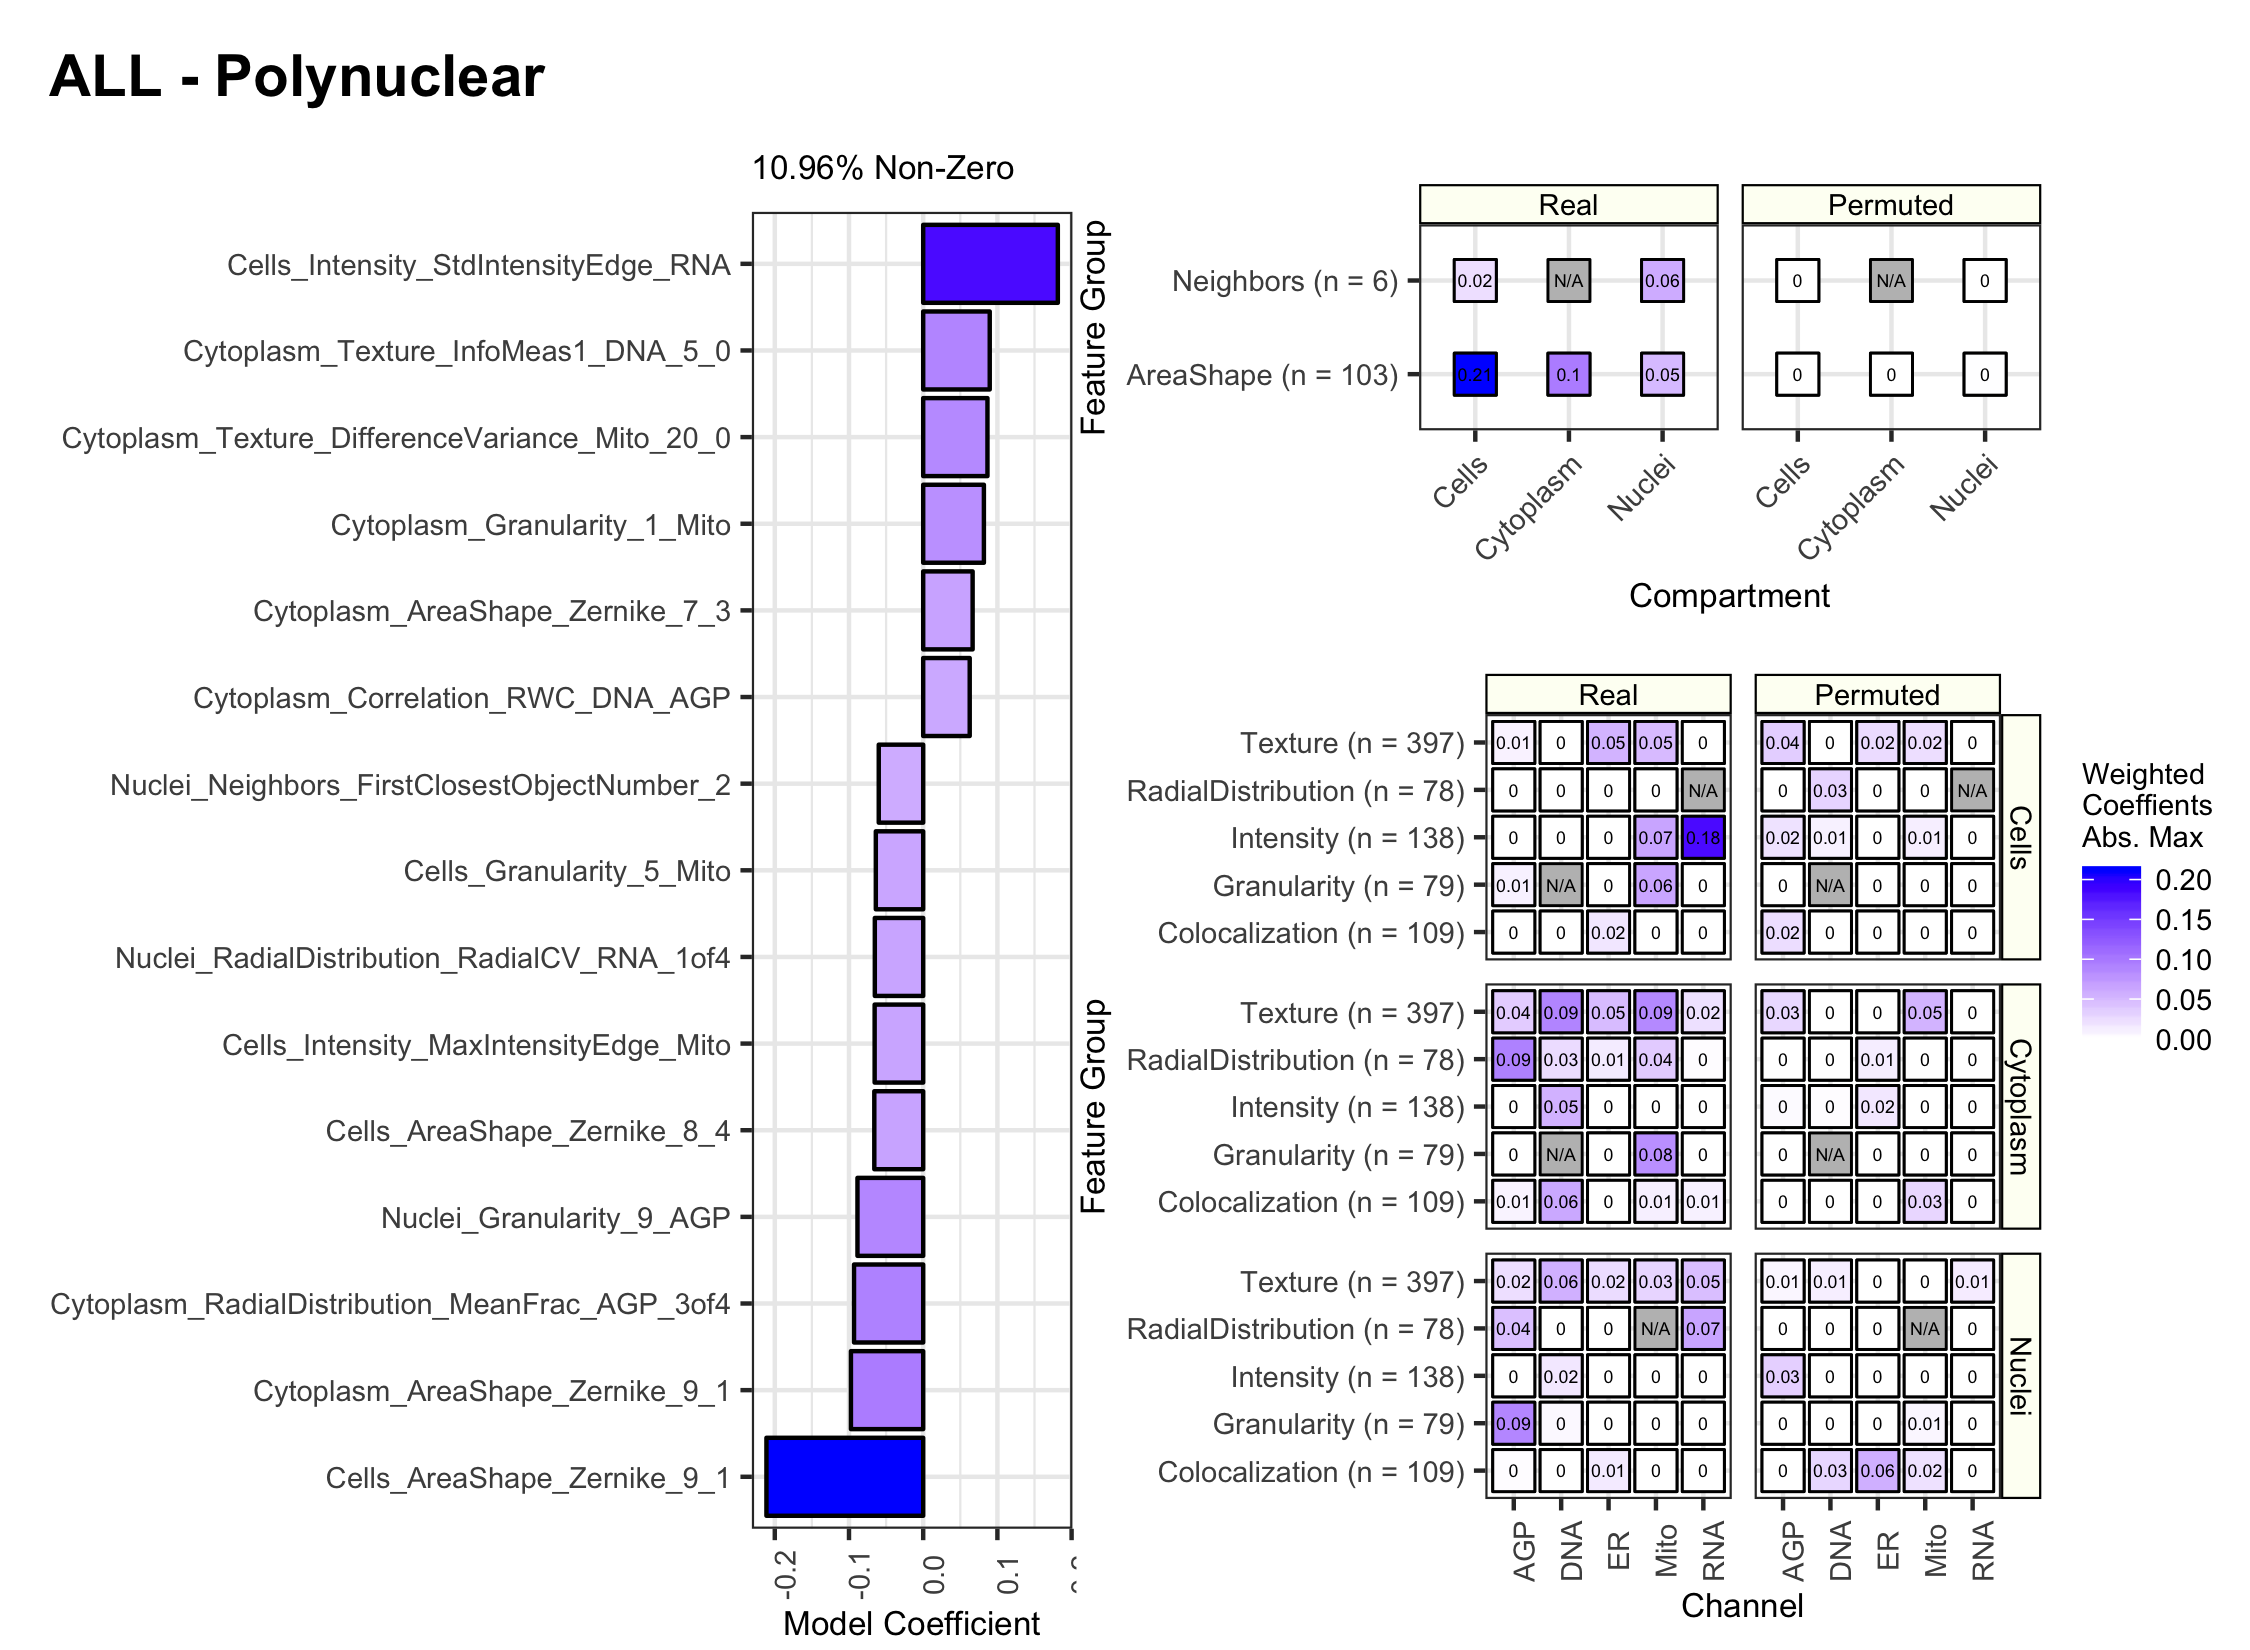 ALL - Polynuclear
10.96% Non-Zero
Cells_Intensity_StdIntensityEdge_RNA
Cytoplasm_Texture_InfoMeas1_DNA_5_0
Cytoplasm_Texture_DifferenceVariance_Mito_20_0
Cytoplasm_Granularity_1_Mito
Cytoplasm_AreaShape_Zernike_7_3
Cytoplasm_Correlation_RWC_DNA_AGP
Nuclei_Neighbors_FirstClosestObjectNumber_2
Cells_Granularity_5_Mito
Nuclei_RadialDistribution_RadialCV_RNA_1of4
Cells_Intensity_MaxIntensityEdge_Mito
Cells_AreaShape_Zernike_8_4
Nuclei_Granularity_9_AGP
Cytoplasm_RadialDistribution_MeanFrac_AGP_3of4
Cytoplasm_AreaShape_Zernike_9_1
Cells_AreaShape_Zernike_9_1
-0.2 -0.1 0.0 0.1
Model Coefficient
Feature Group
Real Permuted
Neighbors (n = 6) 0.02 N/A 0.06 0 N/A 0
AreaShape (n = 103) 0.21 0.1 0.05 0 0 0
Cells Cytoplasm Nuclei Cells Cytoplasm Nuclei
Compartment
Feature Group
Real Permuted
Texture (n = 397) 0.01 0 0.05 0.05 0 0.04 0 0.02 0.02 0
RadialDistribution (n = 78) 0 0 0 0 N/A 0 0.03 0 0 N/A
Intensity (n = 138) 0 0 0 0.07 0.18 0.02 0.01 0 0.01 0
Granularity (n = 79) 0.01 N/A 0 0.06 0 0 N/A 0 0 0
Colocalization (n = 109) 0 0 0.02 0 0 0.02 0 0 0 0
Cells
Texture (n = 397) 0.04 0.09 0.05 0.09 0.02 0.03 0 0 0.05 0
RadialDistribution (n = 78) 0.09 0.03 0.01 0.04 0 0 0 0.01 0 0
Intensity (n = 138) 0 0.05 0 0 0 0 0 0.02 0 0
Granularity (n = 79) 0 N/A 0 0.08 0 0 N/A 0 0 0
Colocalization (n = 109) 0.01 0.06 0 0.01 0.01 0 0 0 0.03 0
Cytoplasm
Texture (n = 397) 0.02 0.06 0.02 0.03 0.05 0.01 0.01 0 0 0.01
RadialDistribution (n = 78) 0.04 0 0 N/A 0.07 0 0 0 N/A 0
Intensity (n = 138) 0 0.02 0 0 0 0.03 0 0 0 0
Granularity (n = 79) 0.09 0 0 0 0 0 0 0 0.01 0
Colocalization (n = 109) 0 0 0.01 0 0 0 0.03 0.06 0.02 0
Nuclei
AGP DNA ER Mito RNA AGP DNA ER Mito RNA
Channel
Weighted
Coeffients
Abs. Max
0.20
0.15
0.10
0.05
0.00